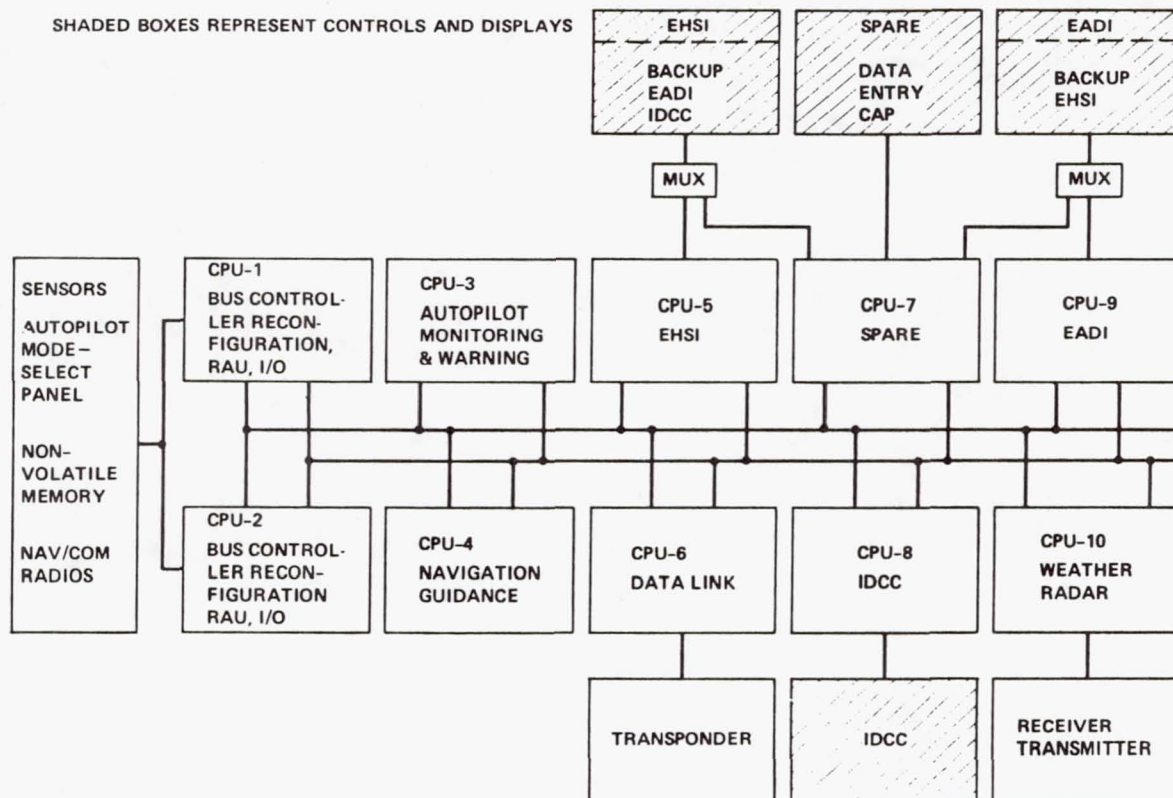 SHADED BOXES REPRESENT CONTROLS AND DISPLAYS
EHSI
BACKUP
EADI
IDCC
SPARE
DATA
ENTRY
CAP
EADI
BACKUP
EHSI
MUX
MUX
SENSORS
AUTOPILOT
MODE–
SELECT
PANEL
NON–
VOLATILE
MEMORY
NAV/COM
RADIOS
CPU–1
BUS CONTROL-
LER RECON-
FIGURATION,
RAU, I/O
CPU–3
AUTOPILOT
MONITORING
& WARNING
CPU–5
EHSI
CPU–7
SPARE
CPU–9
EADI
CPU–2
BUS CONTROL-
LER RECON-
FIGURATION
RAU, I/O
CPU–4
NAVIGATION
GUIDANCE
CPU–6
DATA LINK
CPU–8
IDCC
CPU–10
WEATHER
RADAR
TRANSPONDER
IDCC
RECEIVER
TRANSMITTER